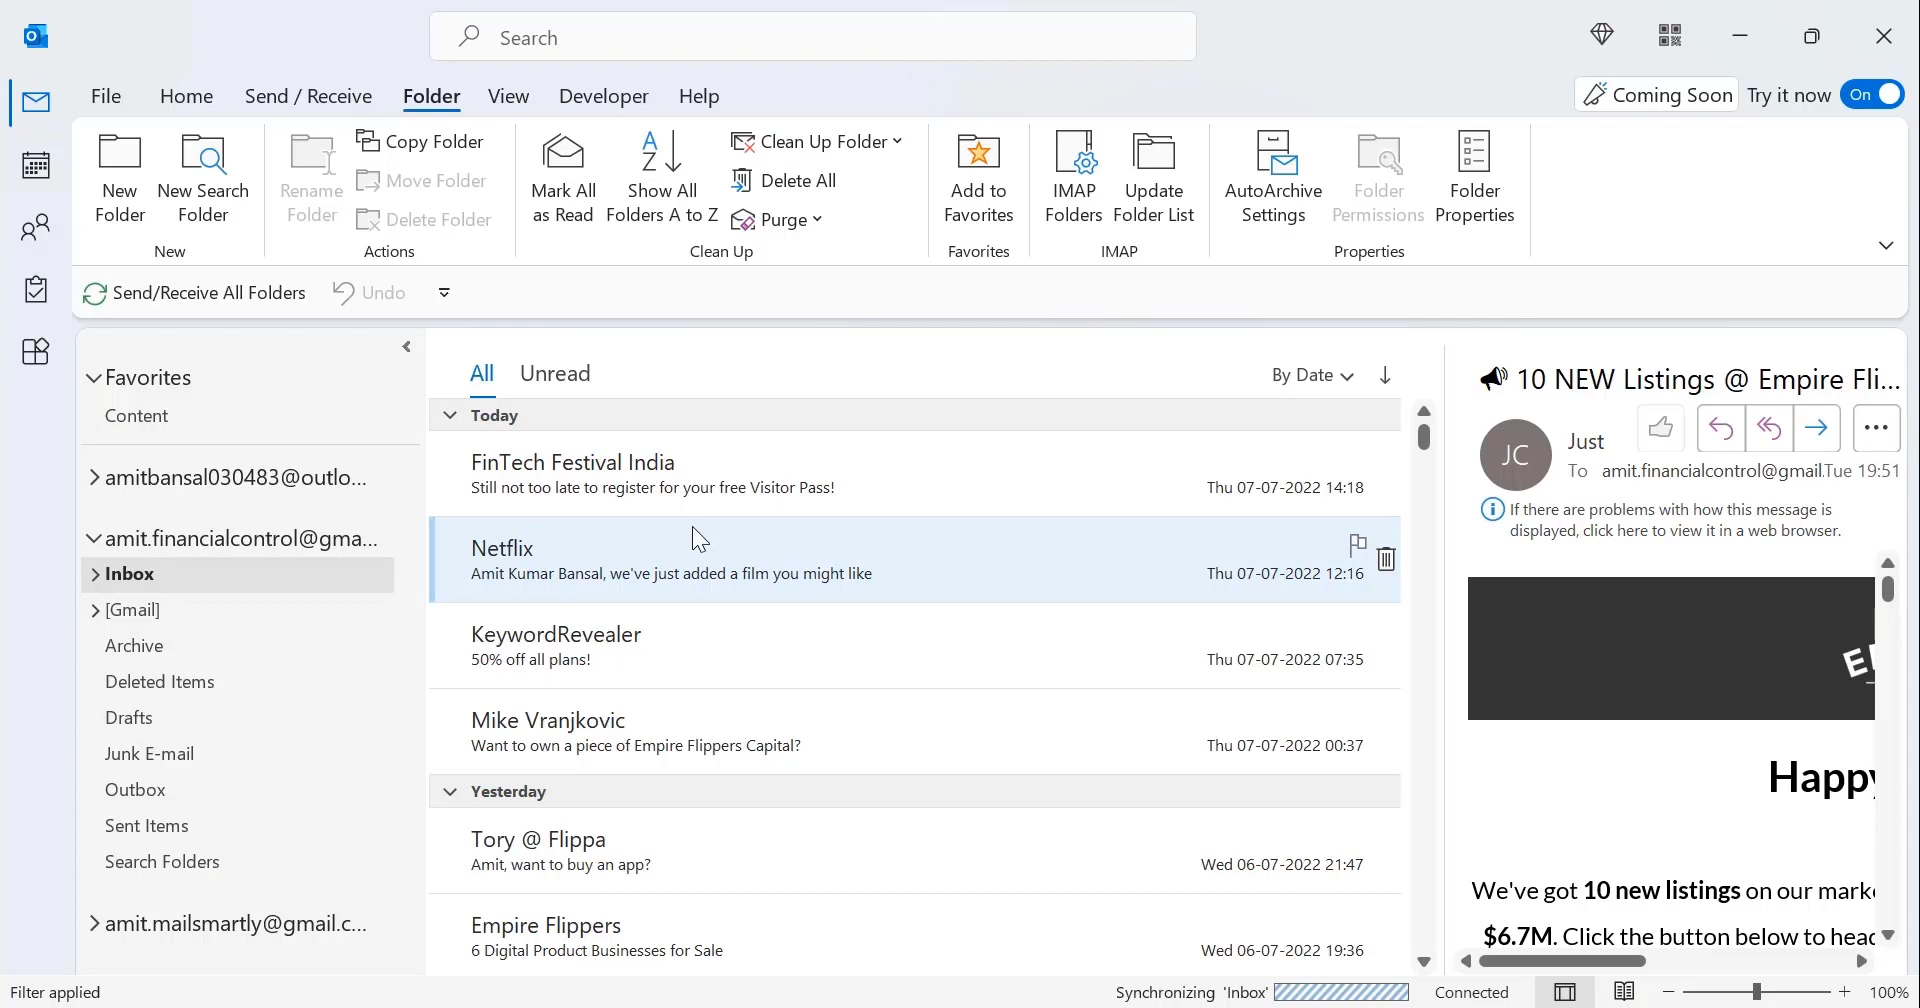 Search
File Home Send / Receive Folder View Developer Help
Coming Soon Try it now On
New Folder
New Search Folder
New
Rename Folder
Copy Folder
Move Folder
Delete Folder
Actions
Mark All as Read
A Z
Show All Folders A to Z
Clean Up Folder
Delete All
Purge
Clean Up
Add to Favorites
Favorites
IMAP Folders
Update Folder List
IMAP
AutoArchive Settings
Folder Permissions
Folder Properties
Properties
Send/Receive All Folders Undo
Favorites
Content
amitbansal030483@outlo...
amit.financialcontrol@gma...
Inbox
[Gmail]
Archive
Deleted Items
Drafts
Junk E-mail
Outbox
Sent Items
Search Folders
amit.mailsmartly@gmail.c...
All Unread By Date
Today
FinTech Festival India
Still not too late to register for your free Visitor Pass! Thu 07-07-2022 14:18
Netflix
Amit Kumar Bansal, we've just added a film you might like Thu 07-07-2022 12:16
KeywordRevealer
50% off all plans! Thu 07-07-2022 07:35
Mike Vranjkovic
Want to own a piece of Empire Flippers Capital? Thu 07-07-2022 00:37
Yesterday
Tory @ Flippa
Amit, want to buy an app? Wed 06-07-2022 21:47
Empire Flippers
6 Digital Product Businesses for Sale Wed 06-07-2022 19:36
10 NEW Listings @ Empire Fli...
JC
Just
To amit.financialcontrol@gmail. Tue 19:51
If there are problems with how this message is
displayed, click here to view it in a web browser.
Happy
We've got 10 new listings on our mark
$6.7M. Click the button below to head
Filter applied Synchronizing 'Inbox' Connected 100%